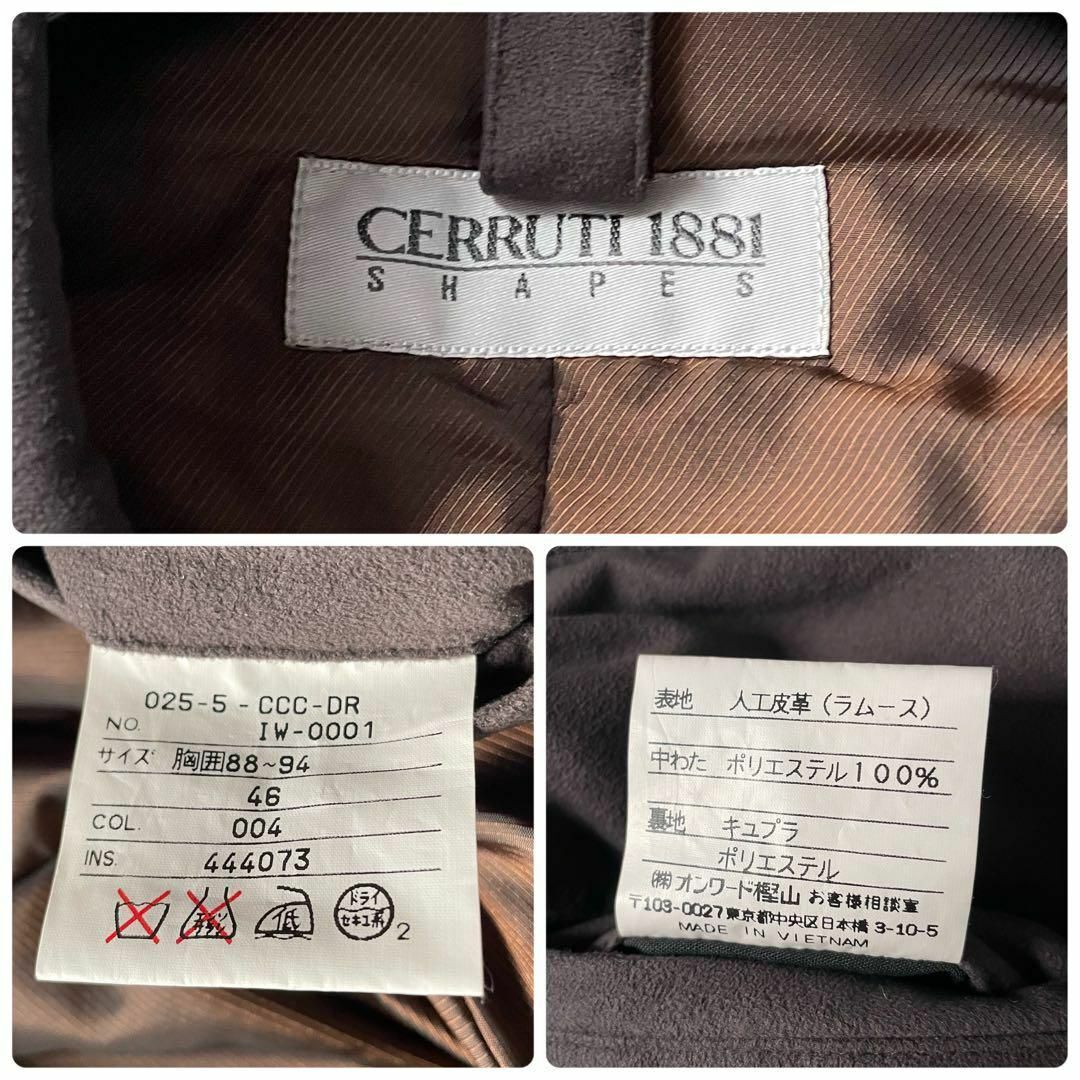 CERRUTI 1881
SHAPES
025-5-CCC-DR
NO. IW-0001
サイズ 胸囲88~94
46
COL. 004
INS. 444073
低
ドライ
セキユ系
2
表地 人工皮革(ラムース)
中わた ポリエステル100%
裏地 キュプラ
ポリエステル
㈱オンワード樫山 お客様相談室
〒103-0027東京都中央区日本橋3-10-5
MADE IN VIETNAM